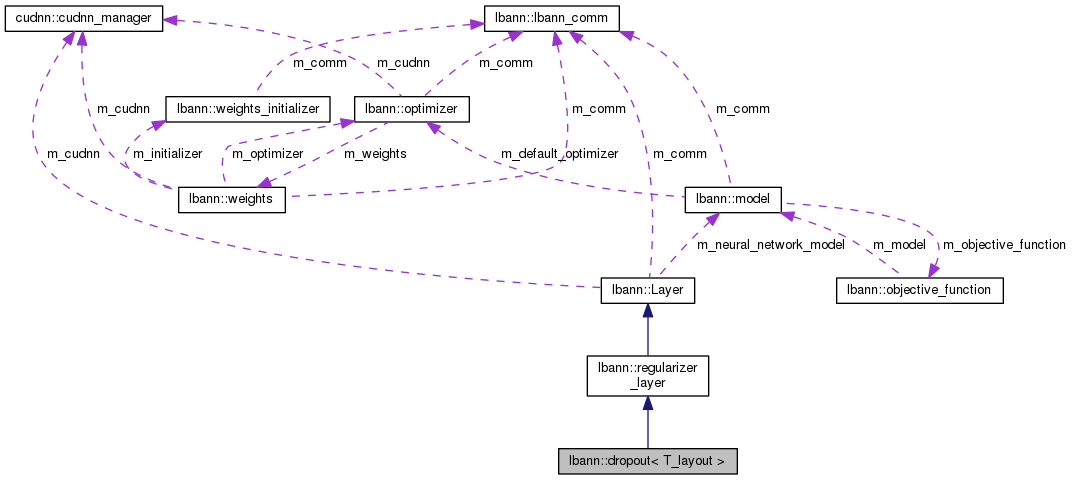 cudnn::cudnn_manager
lbann::lbann_comm
m_comm
m_cudnn
m_comm
lbann::weights_initializer
lbann::optimizer
m_cudnn
m_comm
m_comm
m_cudnn
m_initializer
m_optimizer
m_weights
m_default_optimizer
m_comm
lbann::weights
lbann::model
m_neural_network_model
m_model
m_objective_function
lbann::Layer
lbann::objective_function
lbann::regularizer
_layer
lbann::dropout< T_layout >